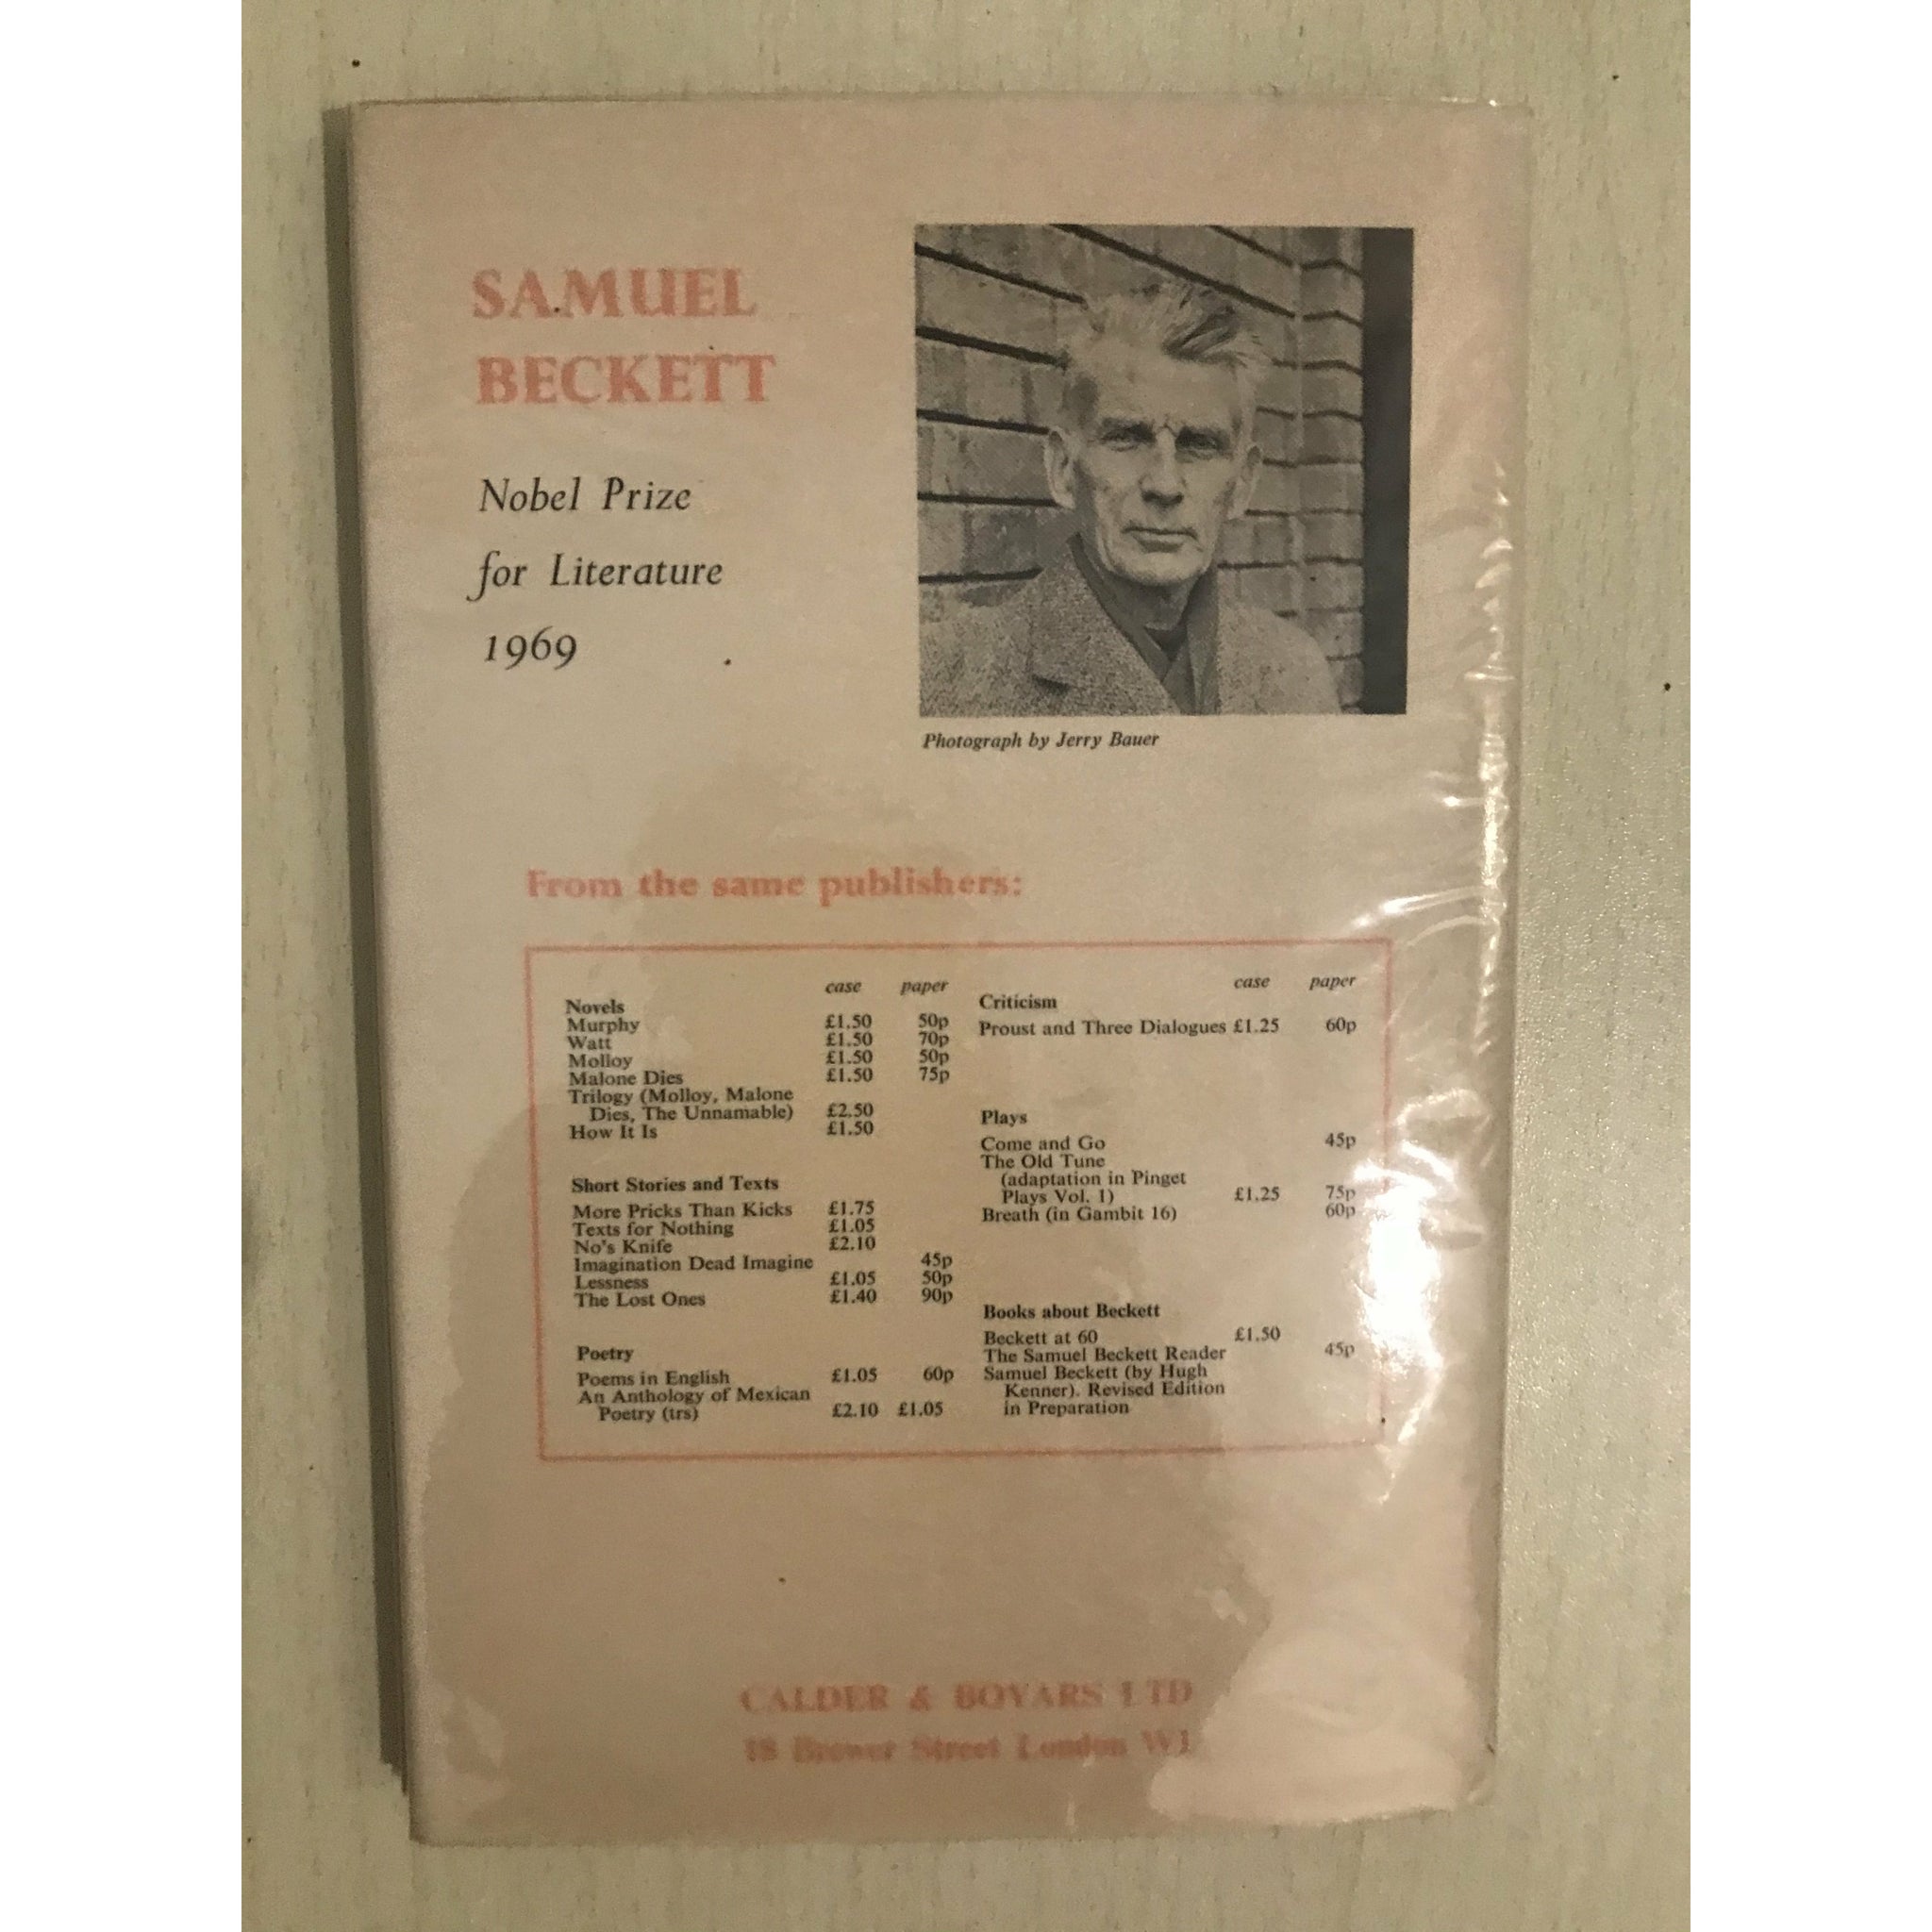 SAMUEL
BECKETT
Nobel Prize
for Literature
1969
Photograph by Jerry Bauer
From the same publishers:
case paper
Novels
Murphy £1.50 50p
Watt £1.50 70p
Molloy £1.50 50p
Malone Dies £1.50 75p
Trilogy (Molloy, Malone
Dies, The Unnamable) £2.50
How It Is £1.50
Short Stories and Texts
More Pricks Than Kicks £1.75
Texts for Nothing £1.05
No's Knife £2.10
Imagination Dead Imagine 45p
Lessness £1.05 50p
The Lost Ones £1.40 90p
Poetry
Poems in English £1.05 60p
An Anthology of Mexican
Poetry (trs) £2.10 £1.05
case paper
Criticism
Proust and Three Dialogues £1.25 60p
Plays
Come and Go 45p
The Old Tune
(adaptation in Pinget
Plays Vol. 1) £1.25 75p
Breath (in Gambit 16) 60p
Books about Beckett
Beckett at 60 £1.50
The Samuel Beckett Reader 45p
Samuel Beckett (by Hugh
Kenner). Revised Edition
in Preparation
CALDER & BOYARS LTD
18 Brewer Street London W1